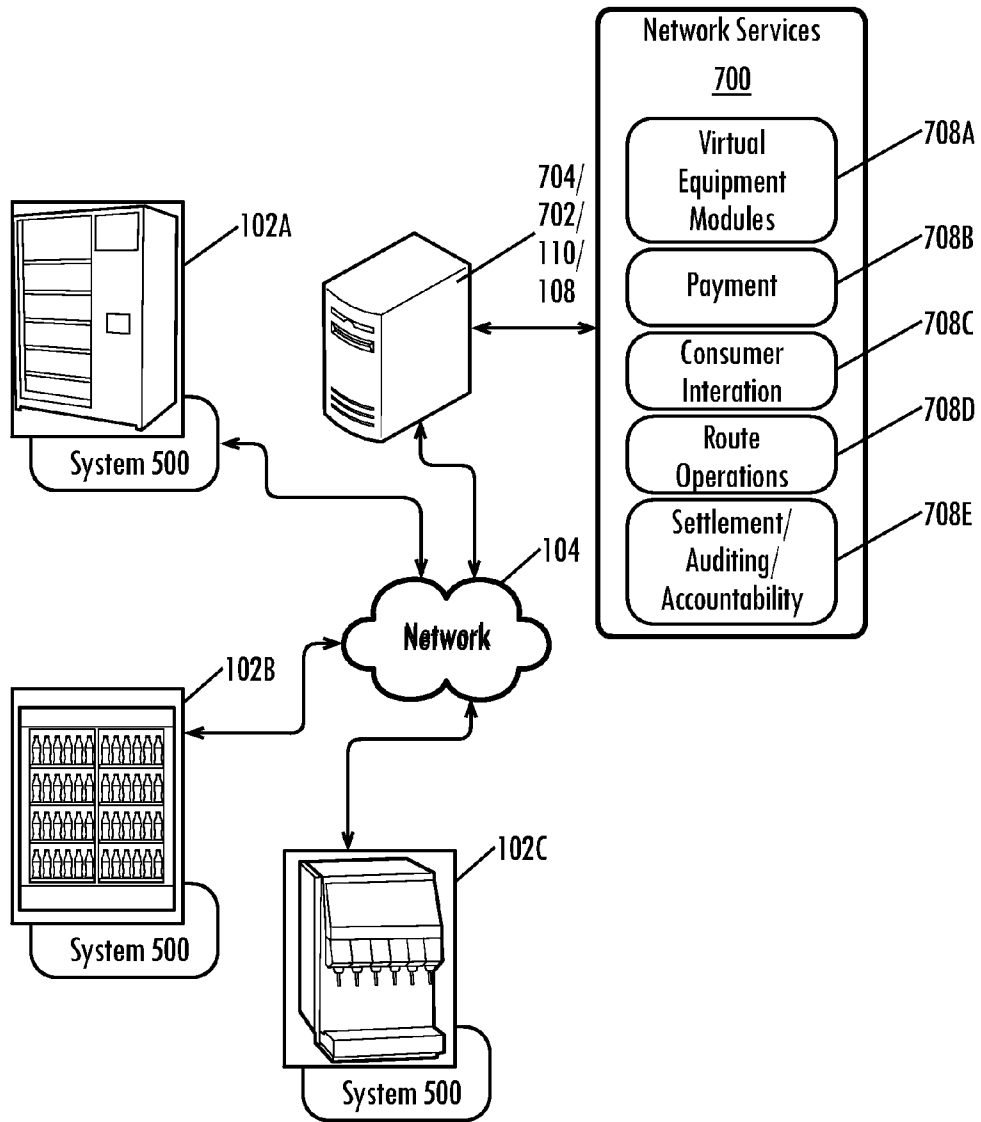 Network Services
700
Virtual
Equipment
Modules
708A
Payment
708B
Consumer
Interation
708C
Route
Operations
708D
Settlement/
Auditing/
Accountability
708E
704/
702/
110/
108
102A
System 500
104
Network
102B
System 500
102C
System 500